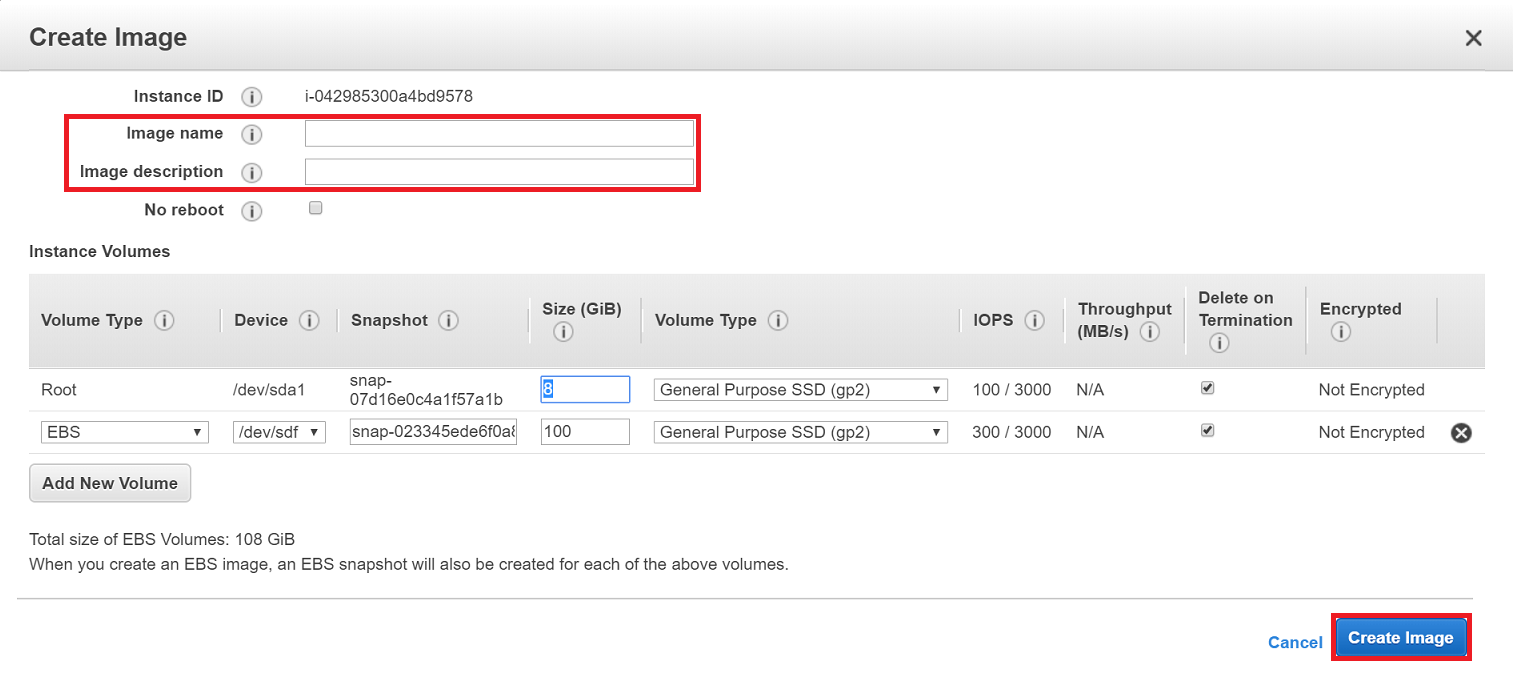 Create Image
Instance ID i-042985300a4bd9578
Image name
Image description
No reboot
Instance Volumes
Volume Type Device Snapshot Size (GiB) Volume Type IOPS Throughput (MB/s) Delete on Termination Encrypted
Root /dev/sda1 snap-07d16e0c4a1f57a1b 8 General Purpose SSD (gp2) 100 / 3000 N/A Not Encrypted
EBS /dev/sdf snap-023345ede6f0a8 100 General Purpose SSD (gp2) 300 / 3000 N/A Not Encrypted
Add New Volume
Total size of EBS Volumes: 108 GiB
When you create an EBS image, an EBS snapshot will also be created for each of the above volumes.
Cancel Create Image